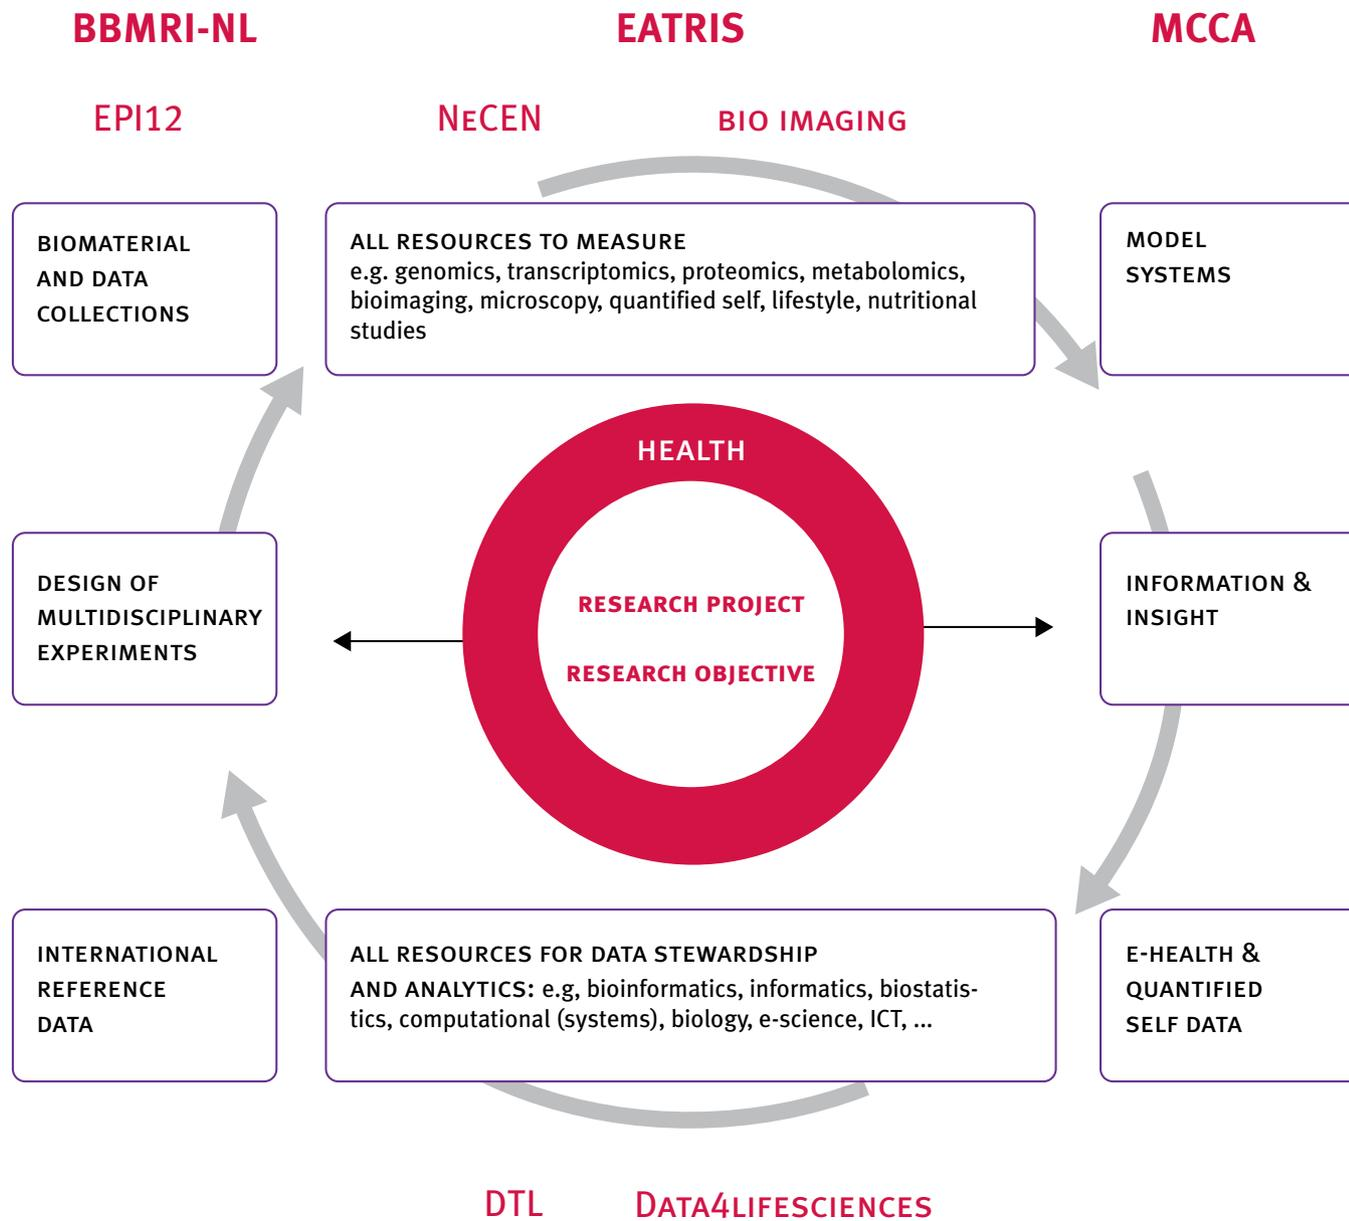 BBMRI-NL
EATRIS
MCCA
EPI12
NeCEN
BIO IMAGING
BIOMATERIAL
AND DATA
COLLECTIONS
ALL RESOURCES TO MEASURE
e.g. genomics, transcriptomics, proteomics, metabolomics,
bioimaging, microscopy, quantified self, lifestyle, nutritional
studies
MODEL
SYSTEMS
HEALTH
DESIGN OF
MULTIDISCIPLINARY
EXPERIMENTS
RESEARCH PROJECT
RESEARCH OBJECTIVE
INFORMATION &
INSIGHT
INTERNATIONAL
REFERENCE
DATA
ALL RESOURCES FOR DATA STEWARDSHIP
AND ANALYTICS: e.g, bioinformatics, informatics, biostatis-
tics, computational (systems), biology, e-science, ICT, ...
E-HEALTH &
QUANTIFIED
SELF DATA
DTL
DATA4LIFESCIENCES